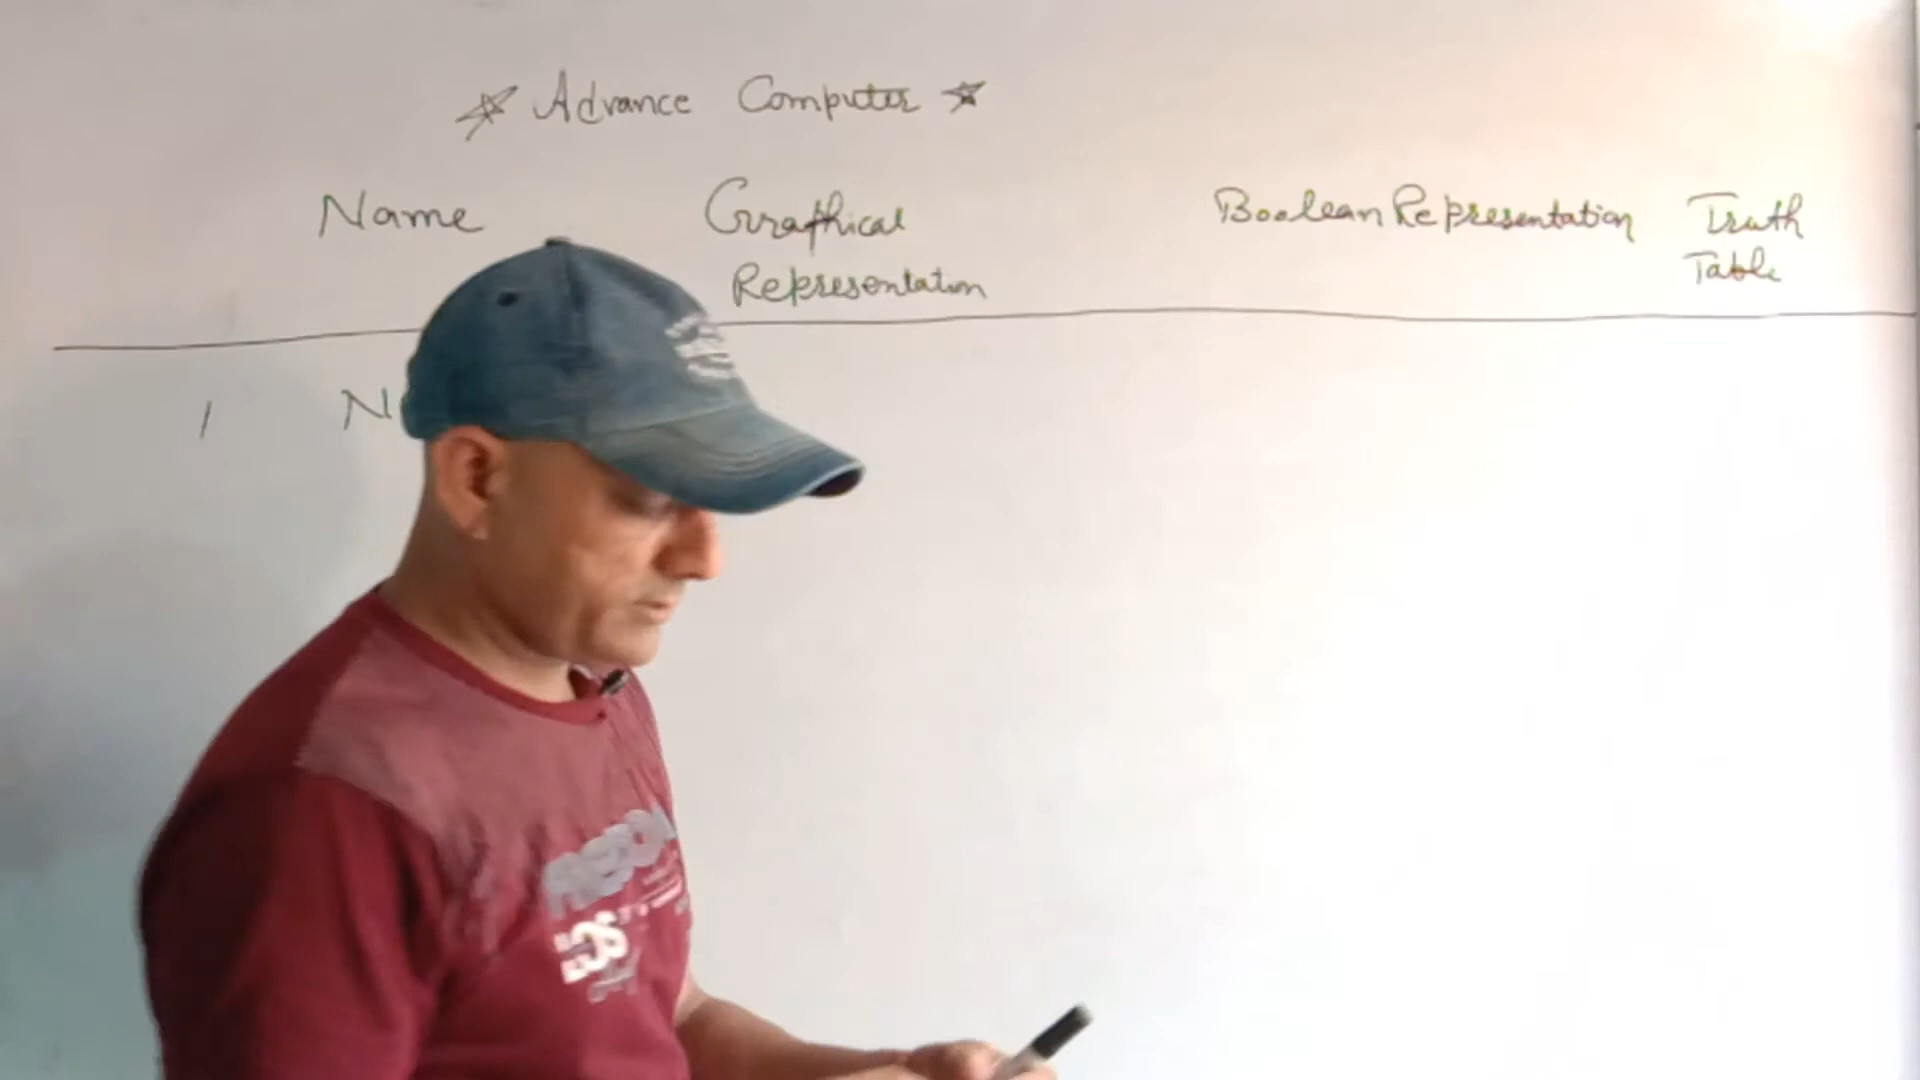 Advance Computer
Name Graphical Representation Boolean Representation Truth Table
1